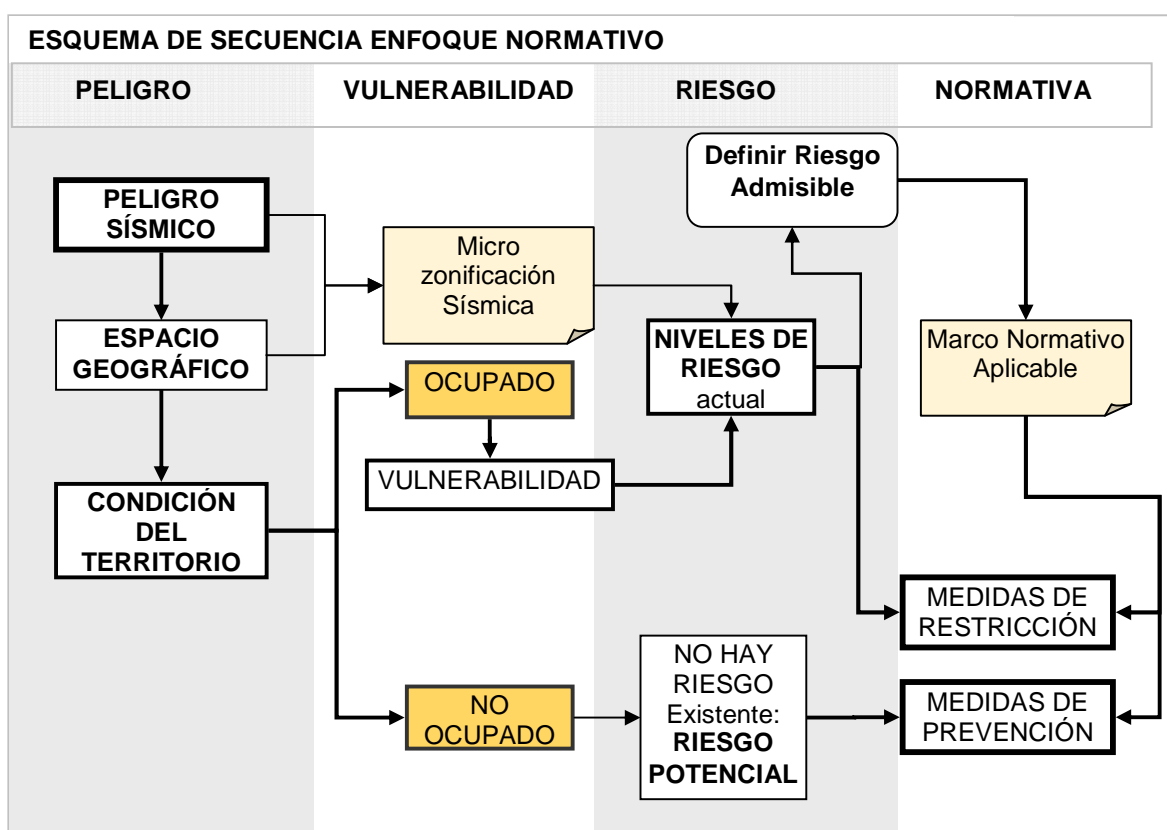 ESQUEMA DE SECUENCIA ENFOQUE NORMATIVO
PELIGRO
VULNERABILIDAD
RIESGO
NORMATIVA
Definir Riesgo
Admisible
PELIGRO
SÍSMICO
Micro
zonificación
Sísmica
ESPACIO
GEOGRÁFICO
NIVELES DE
RIESGO
actual
Marco Normativo
Aplicable
OCUPADO
VULNERABILIDAD
CONDICIÓN
DEL
TERRITORIO
MEDIDAS DE
RESTRICCIÓN
NO
OCUPADO
NO HAY
RIESGO
Existente:
RIESGO
POTENCIAL
MEDIDAS DE
PREVENCIÓN